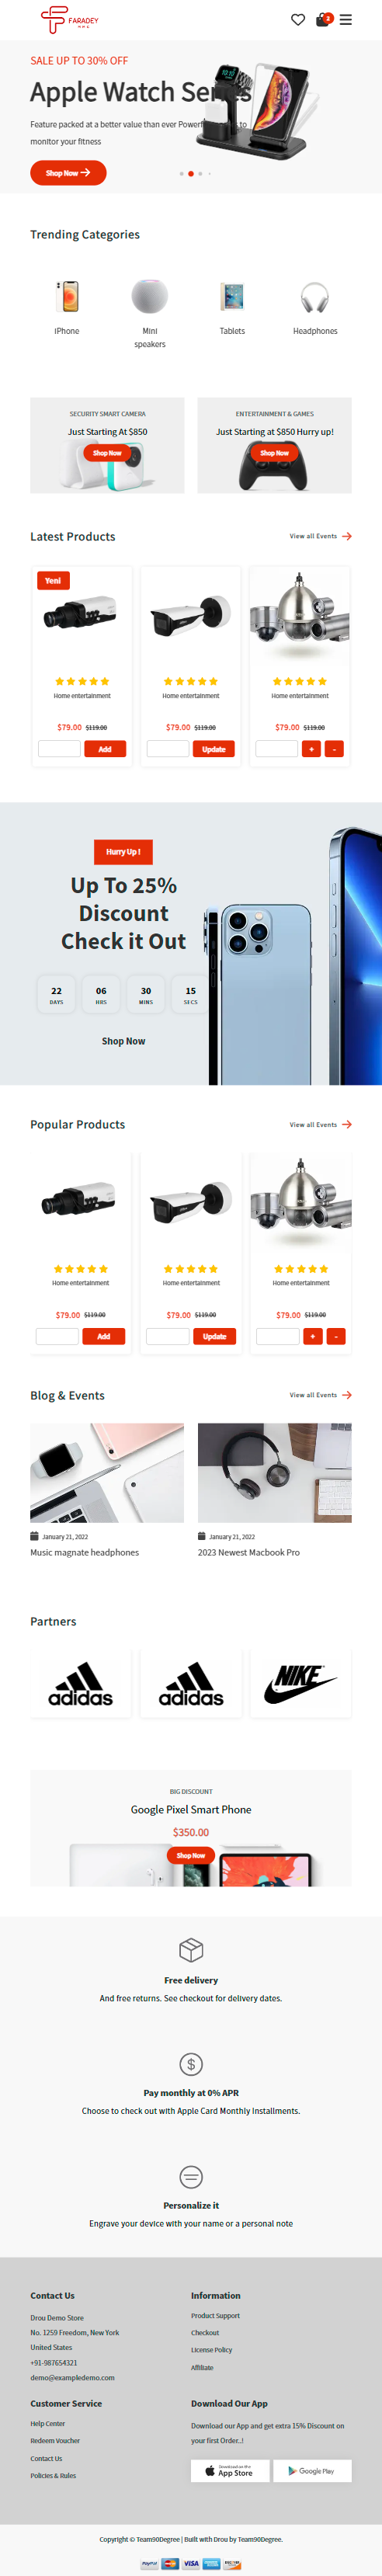 FARADEY
SALE UP TO 30% OFF
Apple Watch Series
Feature packed at a better value than ever Powerful to
monitor your fitness
Shop Now
Trending Categories
iPhone
Mini
speakers
Tablets
Headphones
SECURITY SMART CAMERA
Just Starting At $850
Shop Now
ENTERTAINMENT & GAMES
Just Starting at $850 Hurry up!
Shop Now
Latest Products
View all Events
Yeni
Home entertainment
Home entertainment
Home entertainment
$79.00 $119.00
$79.00 $119.00
$79.00 $119.00
Add
Update
+ -
Hurry Up !
Up To 25%
Discount
Check it Out
22 06 30 15
DAYS HRS MINS SECS
Shop Now
Popular Products
View all Events
Home entertainment
Home entertainment
Home entertainment
$79.00 $119.00
$79.00 $119.00
$79.00 $119.00
Add
Update
+ -
Blog & Events
View all Events
January 21, 2022
Music magnate headphones
January 21, 2022
2023 Newest Macbook Pro
Partners
adidas
adidas
NIKE
BIG DISCOUNT
Google Pixel Smart Phone
$350.00
Shop Now
Free delivery
And free returns. See checkout for delivery dates.
Pay monthly at 0% APR
Choose to check out with Apple Card Monthly Installments.
Personalize it
Engrave your device with your name or a personal note
Contact Us
Drou Demo Store
No. 1259 Freedom, New York
United States
+91-987654321
demo@exampledemo.com
Information
Product Support
Checkout
License Policy
Affiliate
Customer Service
Help Center
Redeem Voucher
Contact Us
Policies & Rules
Download Our App
Download our App and get extra 15% Discount on
your first Order..!
Download on the
App Store
Google Play
Copyright © Team90Degree | Built with Drou by Team90Degree.
PayPal
VISA